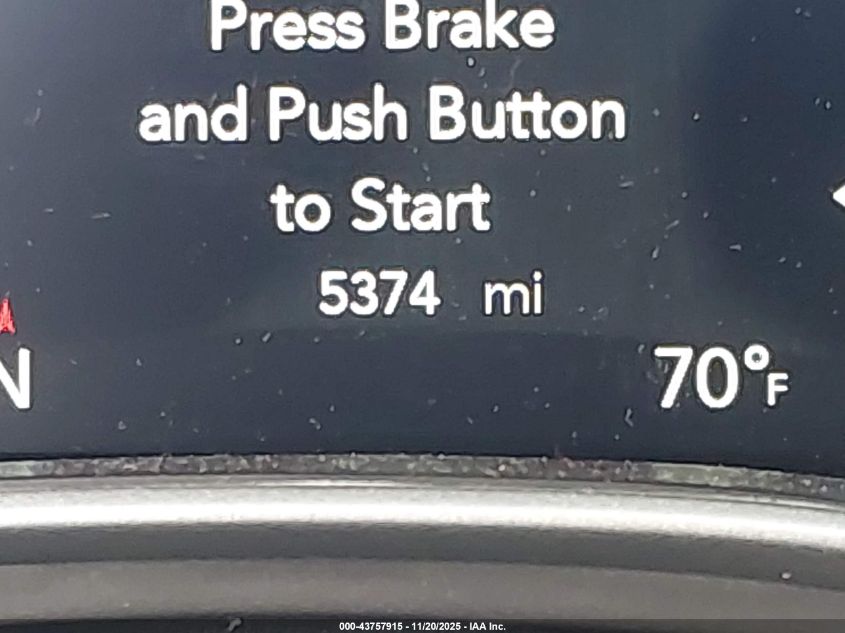 Press Brake
and Push Button
to Start
5374 mi
N
70°F
000-43757915 - 11/20/2025 - IAA Inc.